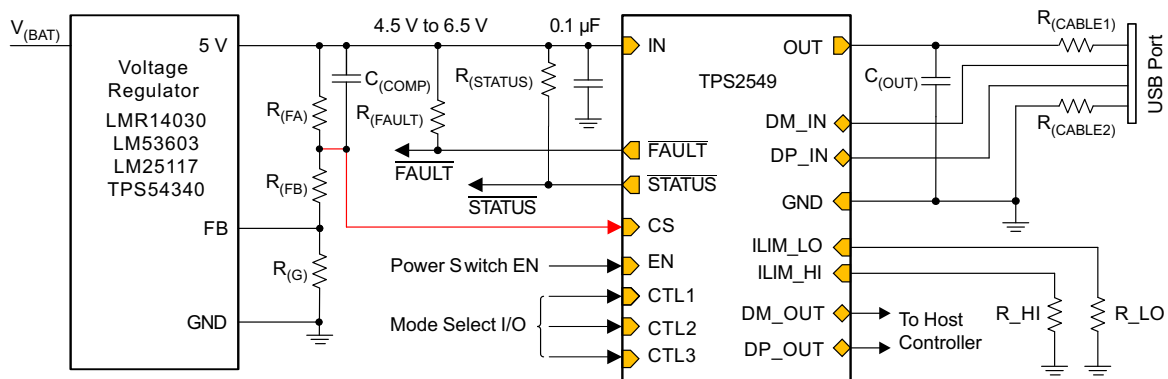 V(BAT)
5 V
Voltage
Regulator
LMR14030
LM53603
LM25117
TPS54340
FB
GND
4.5 V to 6.5 V
0.1 µF
R(FA)
C(COMP)
R(FAULT)
R(STATUS)
R(FB)
R(G)
FAULT
STATUS
Power Switch EN
Mode Select I/O
TPS2549
IN
FAULT
STATUS
CS
EN
CTL1
CTL2
CTL3
OUT
DM_IN
DP_IN
GND
ILIM_LO
ILIM_HI
DM_OUT
DP_OUT
C(OUT)
R(CABLE1)
R(CABLE2)
USB Port
R_HI
R_LO
To Host
Controller